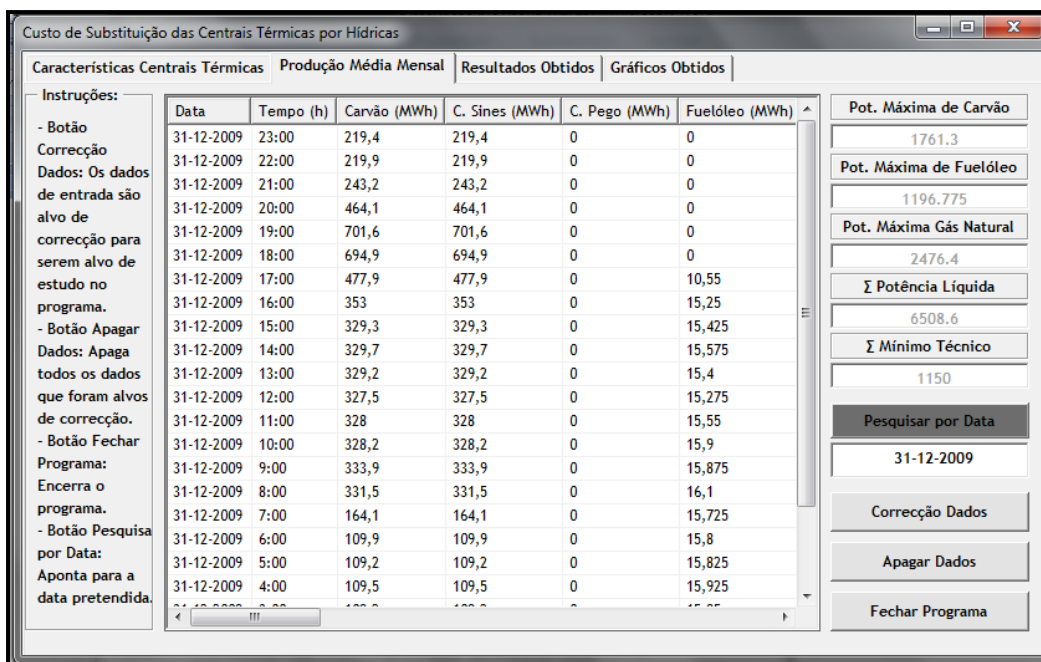 Custo de Substituição das Centrais Térmicas por Hídricas
Características Centrais Térmicas Produção Média Mensal Resultados Obtidos Gráficos Obtidos
Instruções:
- Botão
Correcção
Dados: Os dados
de entrada são
alvo de
correcção para
serem alvo de
estudo no
programa.
- Botão Apagar
Dados: Apaga
todos os dados
que foram alvos
de correcção.
- Botão Fechar
Programa:
Encerra o
programa.
- Botão Pesquisa
por Data:
Aponta para a
data pretendida.
Data Tempo (h) Carvão (MWh) C. Sines (MWh) C. Pego (MWh) Fuelóleo (MWh)
31-12-2009 23:00 219,4 219,4 0 0
31-12-2009 22:00 219,9 219,9 0 0
31-12-2009 21:00 243,2 243,2 0 0
31-12-2009 20:00 464,1 464,1 0 0
31-12-2009 19:00 701,6 701,6 0 0
31-12-2009 18:00 694,9 694,9 0 0
31-12-2009 17:00 477,9 477,9 0 10,55
31-12-2009 16:00 353 353 0 15,25
31-12-2009 15:00 329,3 329,3 0 15,425
31-12-2009 14:00 329,7 329,7 0 15,575
31-12-2009 13:00 329,2 329,2 0 15,4
31-12-2009 12:00 327,5 327,5 0 15,275
31-12-2009 11:00 328 328 0 15,55
31-12-2009 10:00 328,2 328,2 0 15,9
31-12-2009 9:00 333,9 333,9 0 15,875
31-12-2009 8:00 331,5 331,5 0 16,1
31-12-2009 7:00 164,1 164,1 0 15,725
31-12-2009 6:00 109,9 109,9 0 15,8
31-12-2009 5:00 109,2 109,2 0 15,825
31-12-2009 4:00 109,5 109,5 0 15,925
Pot. Máxima de Carvão
1761.3
Pot. Máxima de Fuelóleo
1196.775
Pot. Máxima Gás Natural
2476.4
Σ Potência Líquida
6508.6
Σ Mínimo Técnico
1150
Pesquisar por Data
31-12-2009
Correcção Dados
Apagar Dados
Fechar Programa